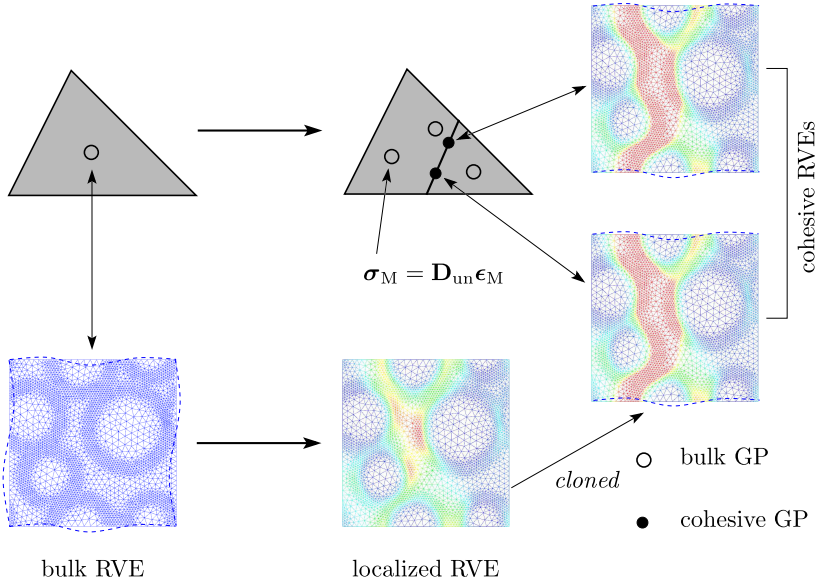 cohesive RVEs
𝛔_M = D_un 𝛜_M
cloned
bulk GP
cohesive GP
bulk RVE
localized RVE